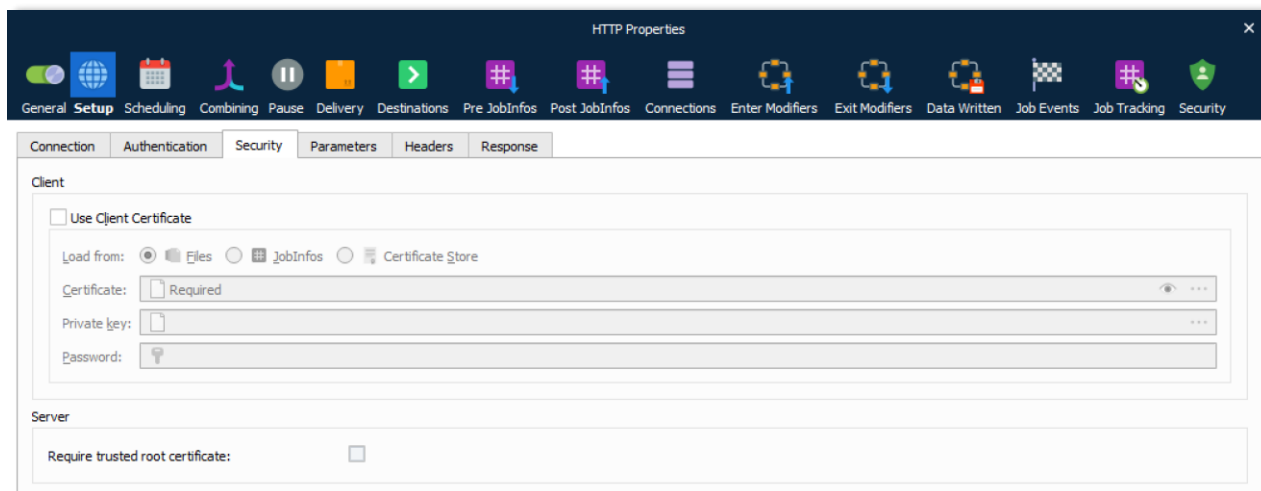 HTTP Properties
General Setup Scheduling Combining Pause Delivery Destinations Pre JobInfos Post JobInfos Connections Enter Modifiers Exit Modifiers Data Written Job Events Job Tracking Security
Connection Authentication Security Parameters Headers Response
Client
Use Client Certificate
Load from: Files JobInfos Certificate Store
Certificate: Required
Private key:
Password:
Server
Require trusted root certificate: